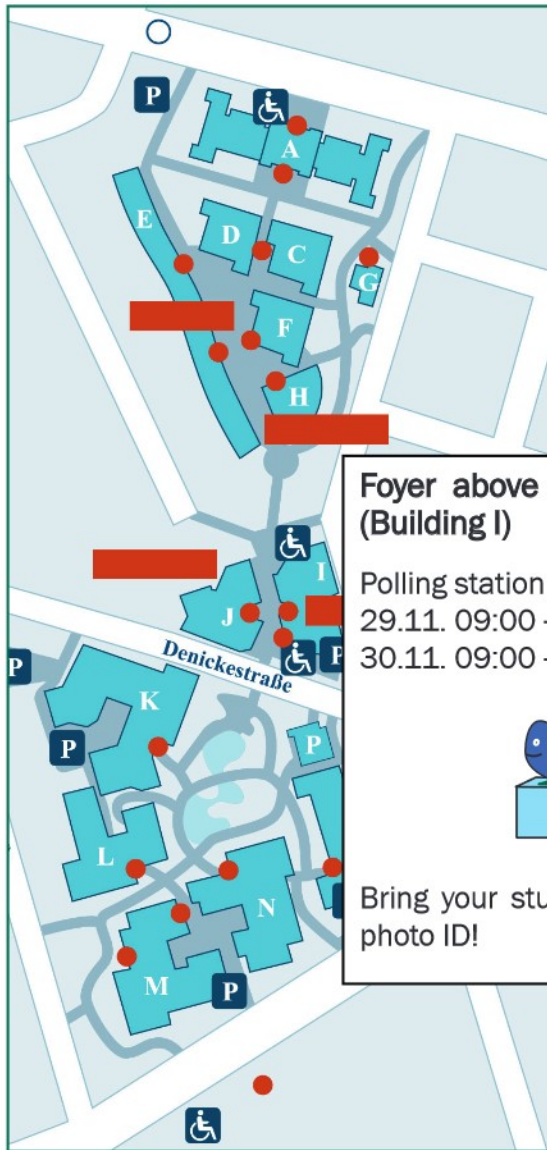 P
A
E
D
C
G
F
H
Foyer above
(Building I)
Polling station
29.11. 09:00 -
30.11. 09:00 -
I
J
Denickestraße
P
P
K
P
P
L
N
Bring your stu
photo ID!
M
P